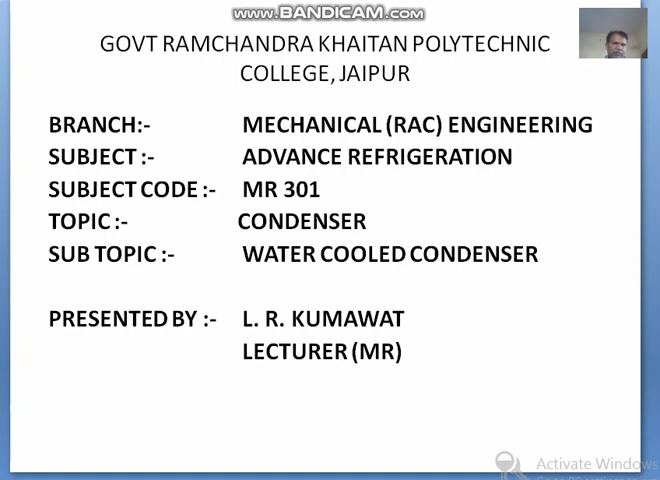 WWW.BANDICAM.COM
GOVT RAMCHANDRA KHAITAN POLYTECHNIC
COLLEGE, JAIPUR
BRANCH:- MECHANICAL (RAC) ENGINEERING
SUBJECT :- ADVANCE REFRIGERATION
SUBJECT CODE :- MR 301
TOPIC :- CONDENSER
SUB TOPIC :- WATER COOLED CONDENSER
PRESENTED BY :- L. R. KUMAWAT
LECTURER (MR)
Activate Windows